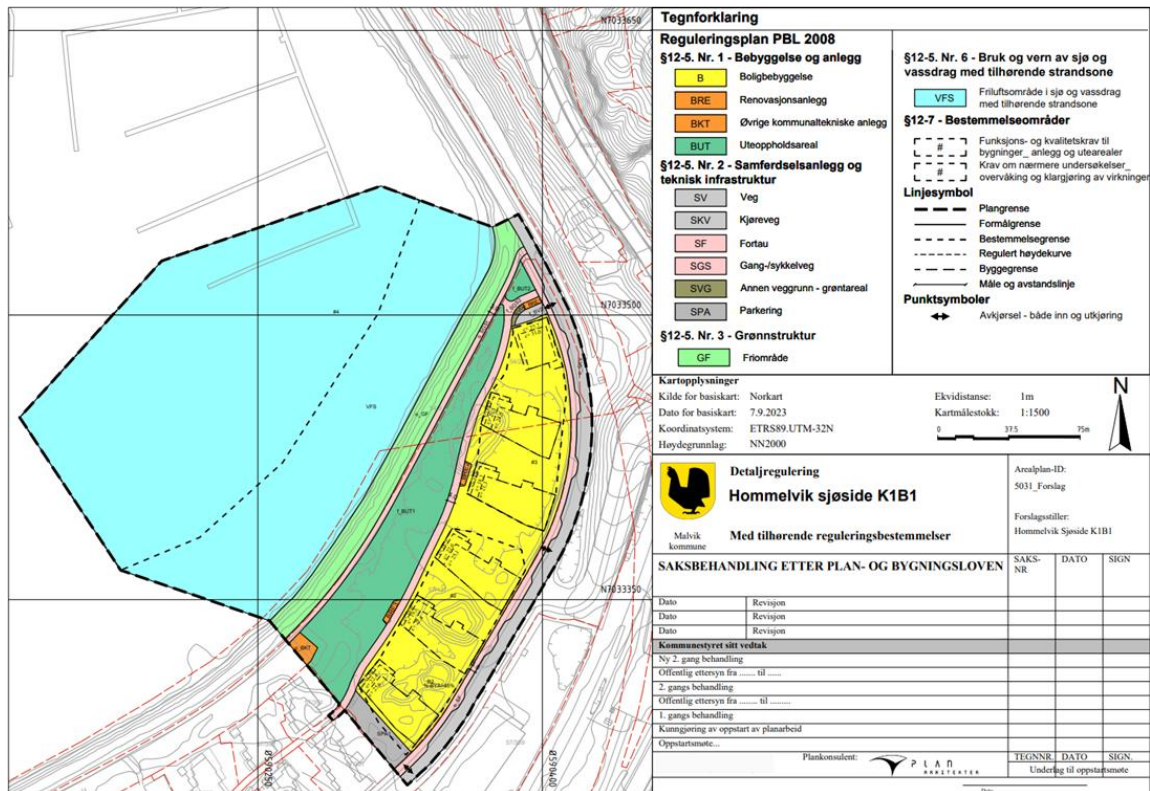 N7033650
N7033500
N7033350
Ø590250
Ø590400
VFS
f_BUT1
f_BUT2
Tegnforklaring
Reguleringsplan PBL 2008
§12-5. Nr. 1 - Bebyggelse og anlegg
B Boligbebyggelse
BRE Renovasjonsanlegg
BKT Øvrige kommunaltekniske anlegg
BUT Uteoppholdsareal
§12-5. Nr. 2 - Samferdselsanlegg og
teknisk infrastruktur
SV Veg
SKV Kjøreveg
SF Fortau
SGS Gang-/sykkelveg
SVG Annen veggrunn - grøntareal
SPA Parkering
§12-5. Nr. 3 - Grønnstruktur
GF Friområde
§12-5. Nr. 6 - Bruk og vern av sjø og
vassdrag med tilhørende strandsone
VFS Friluftsområde i sjø og vassdrag
med tilhørende strandsone
§12-7 - Bestemmelseområder
# Funksjons- og kvalitetskrav til
bygninger_ anlegg og utearealer
# Krav om nærmere undersøkelser_
overvåking og klargjøring av virkninger
Linjesymbol
Plangrense
Formålgrense
Bestemmelsegrense
Regulert høydekurve
Byggegrense
Måle og avstandslinje
Punktsymboler
Avkjørsel - både inn og utkjøring
Kartopplysninger
Kilde for basiskart: Norkart
Dato for basiskart: 7.9.2023
Koordinatsystem: ETRS89.UTM-32N
Høydegrunnlag: NN2000
Ekvidistanse: 1m
Kartmålestokk: 1:1500
0 37.5 75m
N
Malvik
kommune
Detaljregulering
Hommelvik sjøside K1B1
Med tilhørende reguleringsbestemmelser
Arealplan-ID:
5031_Forslag
Forslagsstiller:
Hommelvik Sjøside K1B1
SAKSBEHANDLING ETTER PLAN- OG BYGNINGSLOVEN
SAKS-
NR
DATO
SIGN
Dato Revisjon
Dato Revisjon
Dato Revisjon
Kommunestyret sitt vedtak
Ny 2. gang behandling
Offentlig ettersyn fra ........ til ......
2. gangs behandling
Offentlig ettersyn fra ........ til .........
1. gangs behandling
Kunngjøring av oppstart av planarbeid
Oppstartsmøte...
Plankonsulent: PLAN
ARKITEKTER
TEGNNR. DATO SIGN.
Underlag til oppstartsmøte